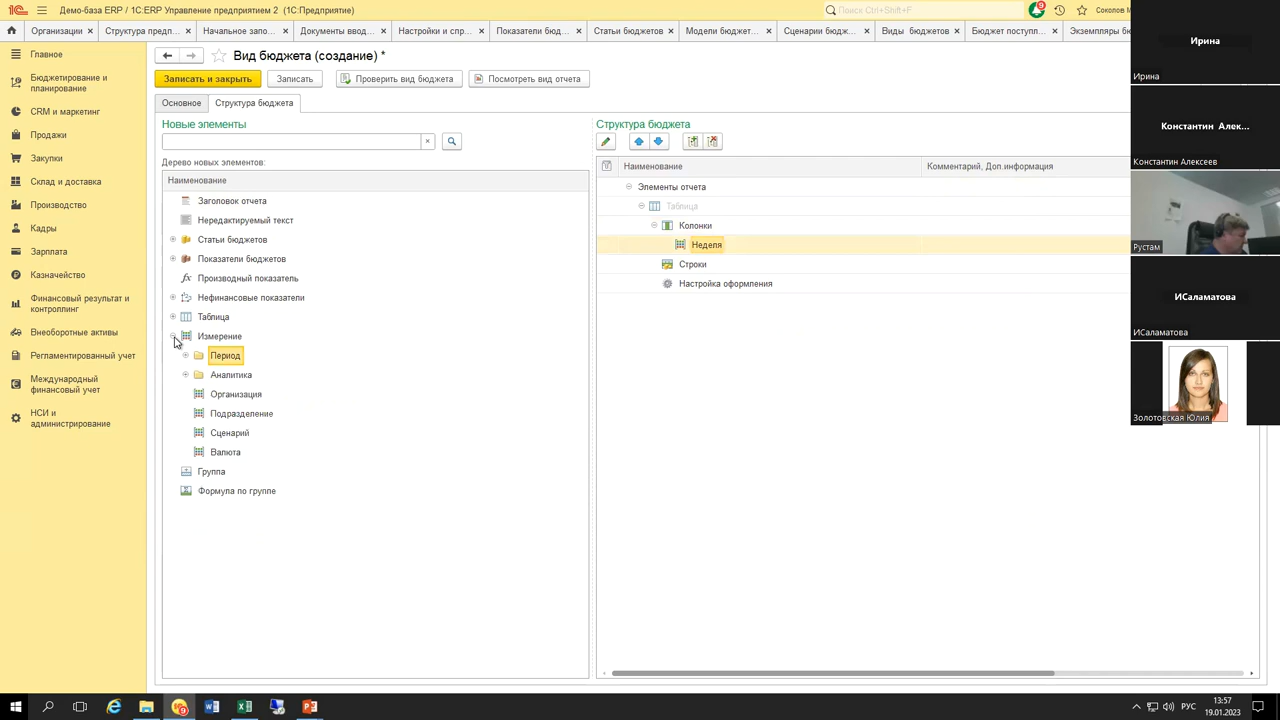 Демо-база ERP / 1С:ERP Управление предприятием 2 (1С:Предприятие)
Поиск Ctrl+Shift+F
Соколов М
Организации ×
Структура предп... ×
Начальное запо... ×
Документы ввод... ×
Настройки и спр... ×
Показатели бюд... ×
Статьи бюджетов ×
Модели бюджет... ×
Сценарии бюдж... ×
Виды бюджетов ×
Бюджет поступл... ×
Экземпляры бю
Главное
Бюджетирование и
планирование
CRM и маркетинг
Продажи
Закупки
Склад и доставка
Производство
Кадры
Зарплата
Казначейство
Финансовый результат и
контроллинг
Внеоборотные активы
Регламентированный учет
Международный
финансовый учет
НСИ и
администрирование
Вид бюджета (создание) *
Записать и закрыть
Записать
Проверить вид бюджета
Посмотреть вид отчета
Основное
Структура бюджета
Новые элементы
Дерево новых элементов:
Наименование
Заголовок отчета
Нередактируемый текст
Статьи бюджетов
Показатели бюджетов
Производный показатель
Нефинансовые показатели
Таблица
Измерение
Период
Аналитика
Организация
Подразделение
Сценарий
Валюта
Группа
Формула по группе
Структура бюджета
Наименование
Комментарий, Доп.информация
Элементы отчета
Таблица
Колонки
Неделя
Строки
Настройка оформления
Ирина
Ирина
Константин Алек...
Константин Алексеев
Рустам
ИСаламатова
ИСаламатова
Золотовская Юлия
РУС
13:57
19.01.2023